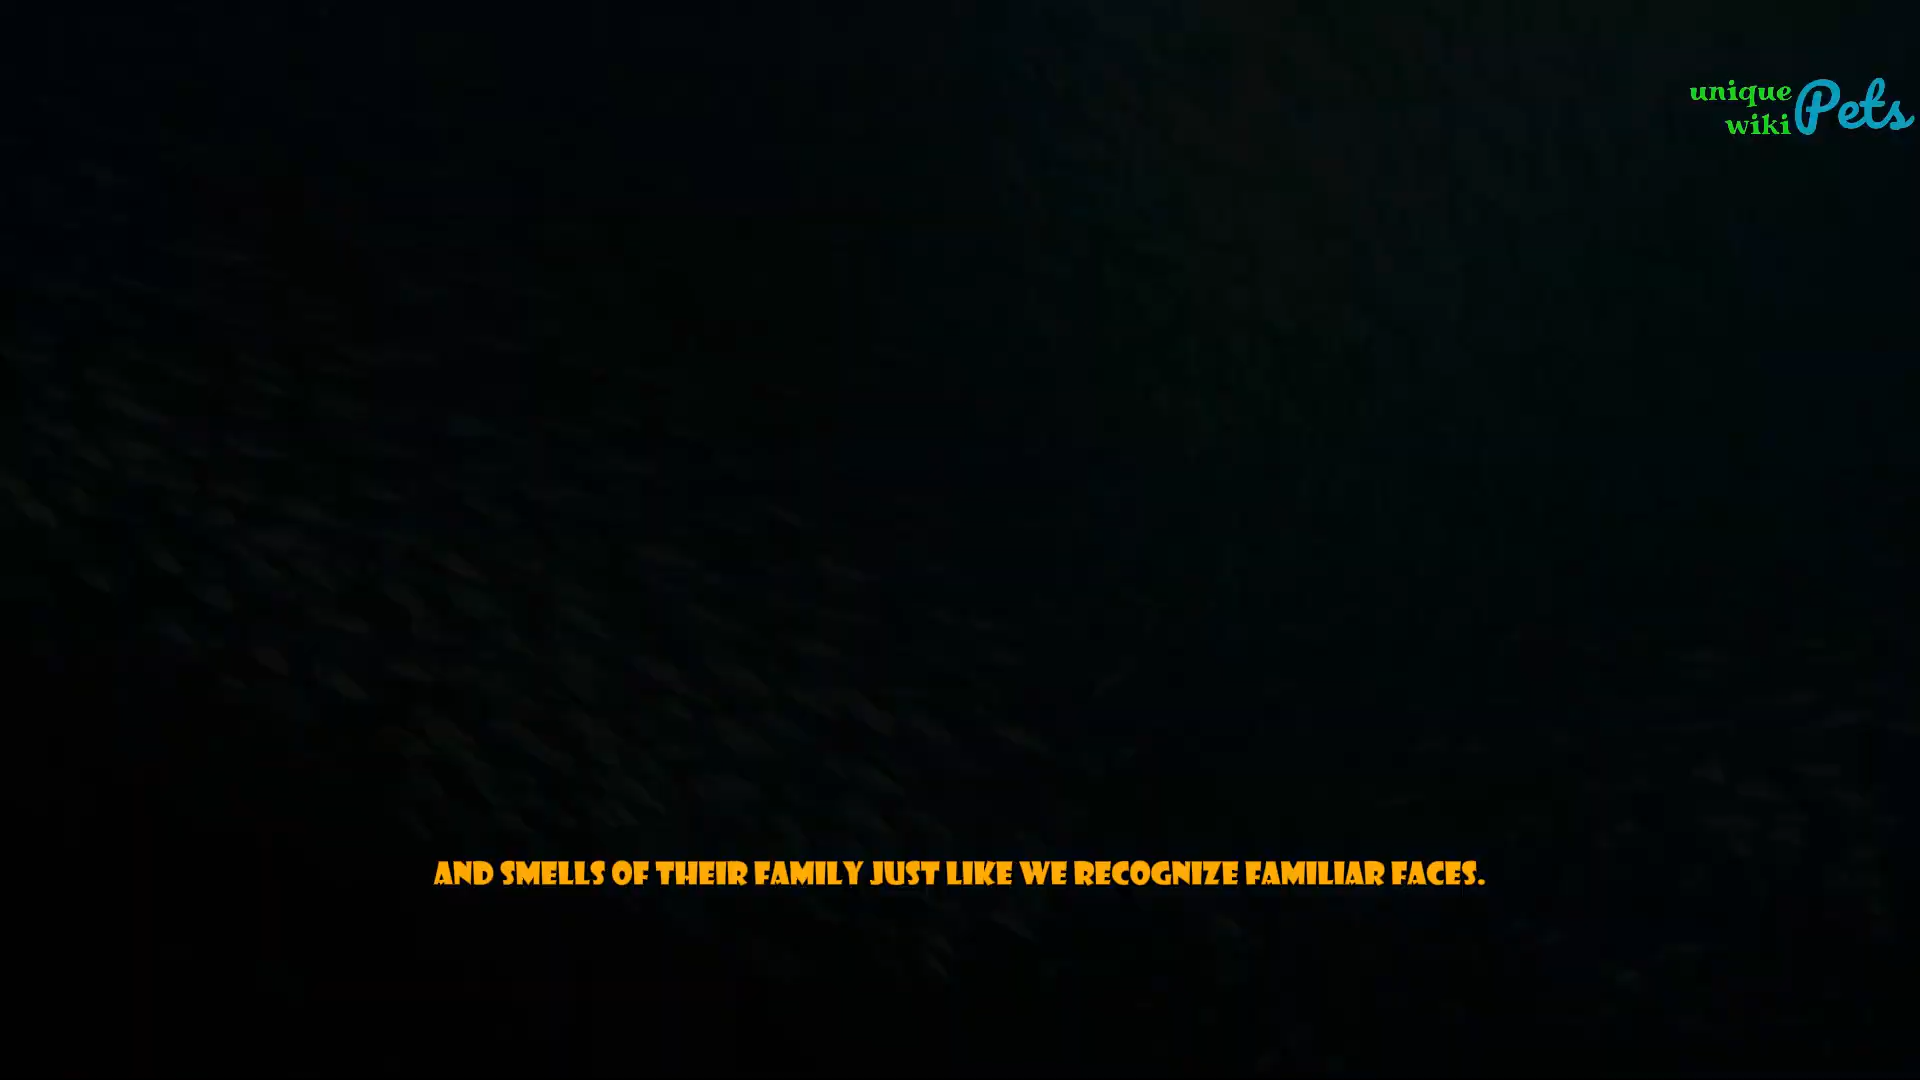 unique
wiki Pets
AND SMELLS OF THEIR FAMILY JUST LIKE WE RECOGNIZE FAMILIAR FACES.